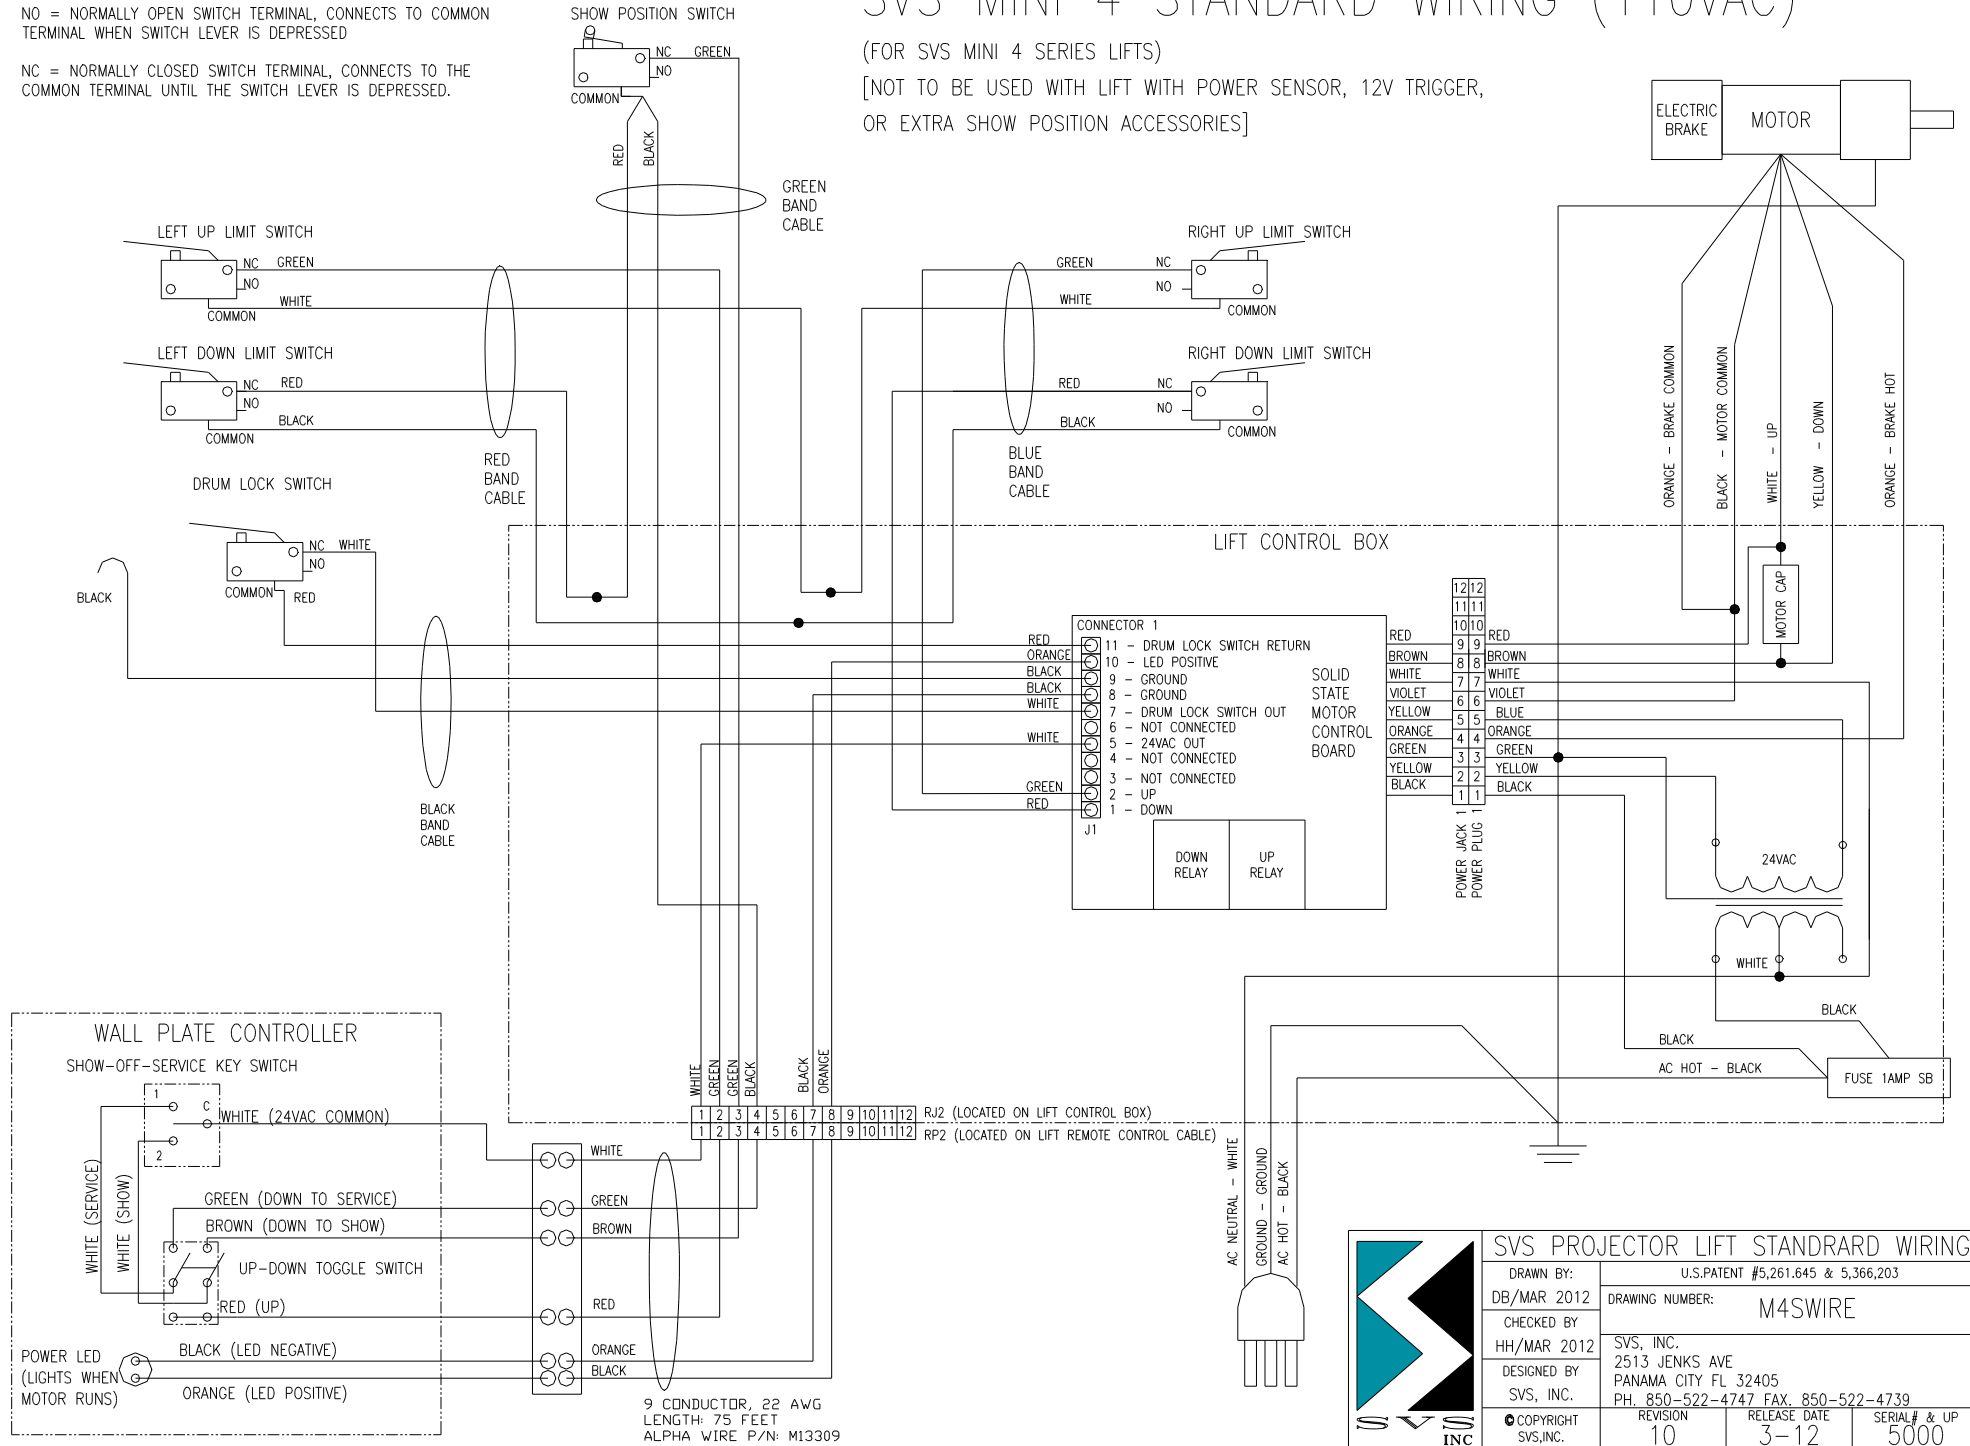 NO = NORMALLY OPEN SWITCH TERMINAL, CONNECTS TO COMMON
TERMINAL WHEN SWITCH LEVER IS DEPRESSED
NC = NORMALLY CLOSED SWITCH TERMINAL, CONNECTS TO THE
COMMON TERMINAL UNTIL THE SWITCH LEVER IS DEPRESSED.
SVS MINI 4 STANDARD WIRING (110VAC)
(FOR SVS MINI 4 SERIES LIFTS)
[NOT TO BE USED WITH LIFT WITH POWER SENSOR, 12V TRIGGER,
OR EXTRA SHOW POSITION ACCESSORIES]
SHOW POSITION SWITCH
NC GREEN
NO
COMMON
RED
BLACK
GREEN
BAND
CABLE
LEFT UP LIMIT SWITCH
NC GREEN
NO
WHITE
COMMON
LEFT DOWN LIMIT SWITCH
NC RED
NO
BLACK
COMMON
RED
BAND
CABLE
DRUM LOCK SWITCH
NC WHITE
NO
COMMON RED
BLACK
BLACK
BAND
CABLE
RIGHT UP LIMIT SWITCH
GREEN NC
NO
WHITE
COMMON
RIGHT DOWN LIMIT SWITCH
RED NC
NO
BLACK
COMMON
BLUE
BAND
CABLE
ELECTRIC
BRAKE
MOTOR
ORANGE - BRAKE COMMON
BLACK - MOTOR COMMON
WHITE - UP
YELLOW - DOWN
ORANGE - BRAKE HOT
LIFT CONTROL BOX
MOTOR CAP
CONNECTOR 1
RED 11 - DRUM LOCK SWITCH RETURN
ORANGE 10 - LED POSITIVE
BLACK 9 - GROUND
BLACK 8 - GROUND
WHITE 7 - DRUM LOCK SWITCH OUT
6 - NOT CONNECTED
WHITE 5 - 24VAC OUT
4 - NOT CONNECTED
3 - NOT CONNECTED
GREEN 2 - UP
RED 1 - DOWN
J1
SOLID
STATE
MOTOR
CONTROL
BOARD
DOWN
RELAY
UP
RELAY
12 12
11 11
10 10
RED 9 9 RED
BROWN 8 8 BROWN
WHITE 7 7 WHITE
VIOLET 6 6 VIOLET
YELLOW 5 5 BLUE
ORANGE 4 4 ORANGE
GREEN 3 3 GREEN
YELLOW 2 2 YELLOW
BLACK 1 1 BLACK
POWER JACK 1
POWER PLUG 1
24VAC
WHITE
BLACK
BLACK
AC HOT - BLACK
FUSE 1AMP SB
WHITE
GREEN
GREEN
BLACK
BLACK
ORANGE
1 2 3 4 5 6 7 8 9 10 11 12 RJ2 (LOCATED ON LIFT CONTROL BOX)
1 2 3 4 5 6 7 8 9 10 11 12 RP2 (LOCATED ON LIFT REMOTE CONTROL CABLE)
AC NEUTRAL - WHITE
GROUND - GROUND
AC HOT - BLACK
WALL PLATE CONTROLLER
SHOW-OFF-SERVICE KEY SWITCH
1
C
2
WHITE (24VAC COMMON)
WHITE (SERVICE)
WHITE (SHOW)
GREEN (DOWN TO SERVICE)
BROWN (DOWN TO SHOW)
UP-DOWN TOGGLE SWITCH
RED (UP)
BLACK (LED NEGATIVE)
POWER LED
(LIGHTS WHEN
MOTOR RUNS)
ORANGE (LED POSITIVE)
WHITE
GREEN
BROWN
RED
ORANGE
BLACK
9 CONDUCTOR, 22 AWG
LENGTH: 75 FEET
ALPHA WIRE P/N: M13309
SVS
INC
SVS PROJECTOR LIFT STANDRARD WIRING
DRAWN BY:
DB/MAR 2012
CHECKED BY
HH/MAR 2012
DESIGNED BY
SVS, INC.
© COPYRIGHT
SVS,INC.
U.S.PATENT #5,261.645 & 5,366,203
DRAWING NUMBER: M4SWIRE
SVS, INC.
2513 JENKS AVE
PANAMA CITY FL 32405
PH. 850-522-4747 FAX. 850-522-4739
REVISION
10
RELEASE DATE
3-12
SERIAL# & UP
5000